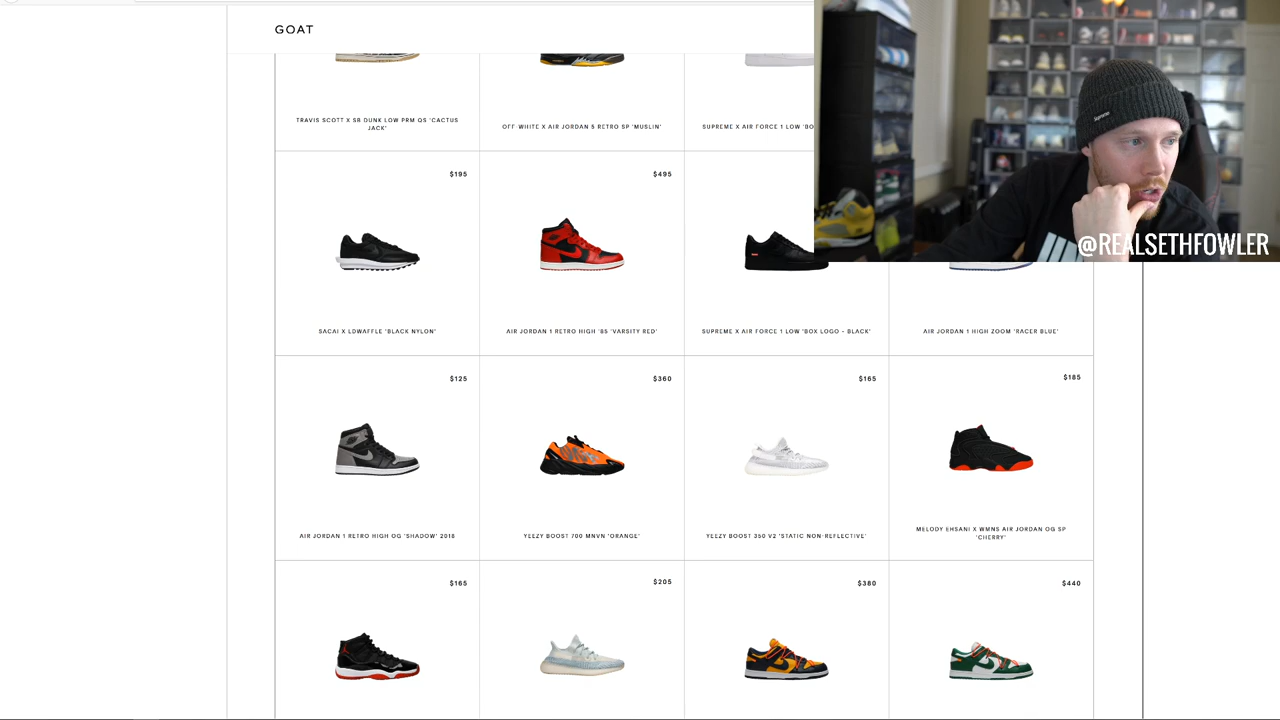 GOAT
TRAVIS SCOTT X SB DUNK LOW PRM QS 'CACTUS
JACK'
OFF-WHITE X AIR JORDAN 5 RETRO SP 'MUSLIN'
SUPREME X AIR FORCE 1 LOW 'BO
Supreme
@REALSETHFOWLER
$195
$495
SACAI X LDWAFFLE 'BLACK NYLON'
AIR JORDAN 1 RETRO HIGH '85 'VARSITY RED'
SUPREME X AIR FORCE 1 LOW 'BOX LOGO - BLACK'
AIR JORDAN 1 HIGH ZOOM 'RACER BLUE'
$125
$360
$165
$185
AIR JORDAN 1 RETRO HIGH OG 'SHADOW' 2018
YEEZY BOOST 700 MNVN 'ORANGE'
YEEZY BOOST 350 V2 'STATIC NON-REFLECTIVE'
MELODY EHSANI X WMNS AIR JORDAN OG SP
'CHERRY'
$165
$205
$380
$440